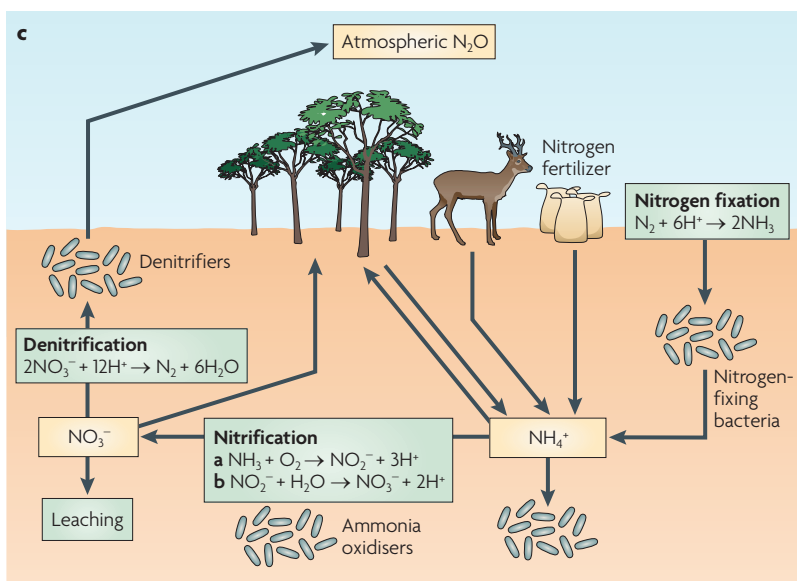 c
Atmospheric N₂O
Nitrogen
fertilizer
Nitrogen fixation
N₂ + 6H⁺ → 2NH₃
Denitrifiers
Denitrification
2NO₃⁻ + 12H⁺ → N₂ + 6H₂O
Nitrogen-
fixing
bacteria
NO₃⁻
Nitrification
a NH₃ + O₂ → NO₂⁻ + 3H⁺
b NO₂⁻ + H₂O → NO₃⁻ + 2H⁺
NH₄⁺
Leaching
Ammonia
oxidisers